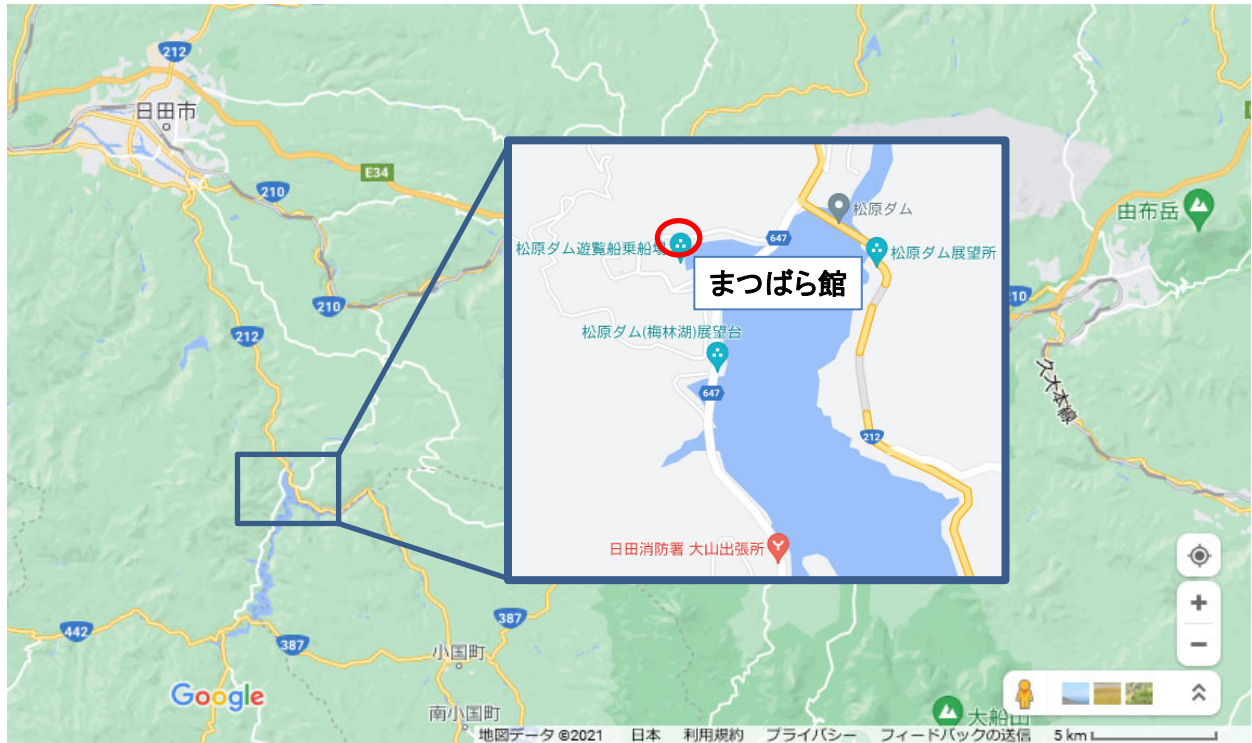 212
日田市
E34
210
由布岳
松原ダム
松原ダム遊覧船乗船場
647
松原ダム展望所
まつばら館
10
210
212
松原ダム(梅林湖)展望台
久大本線
647
212
日田消防署 大山出張所
387
442
387
小国町
Google
南小国町
大船山
地図データ ©2021 日本 利用規約 プライバシー フィードバックの送信 5 km